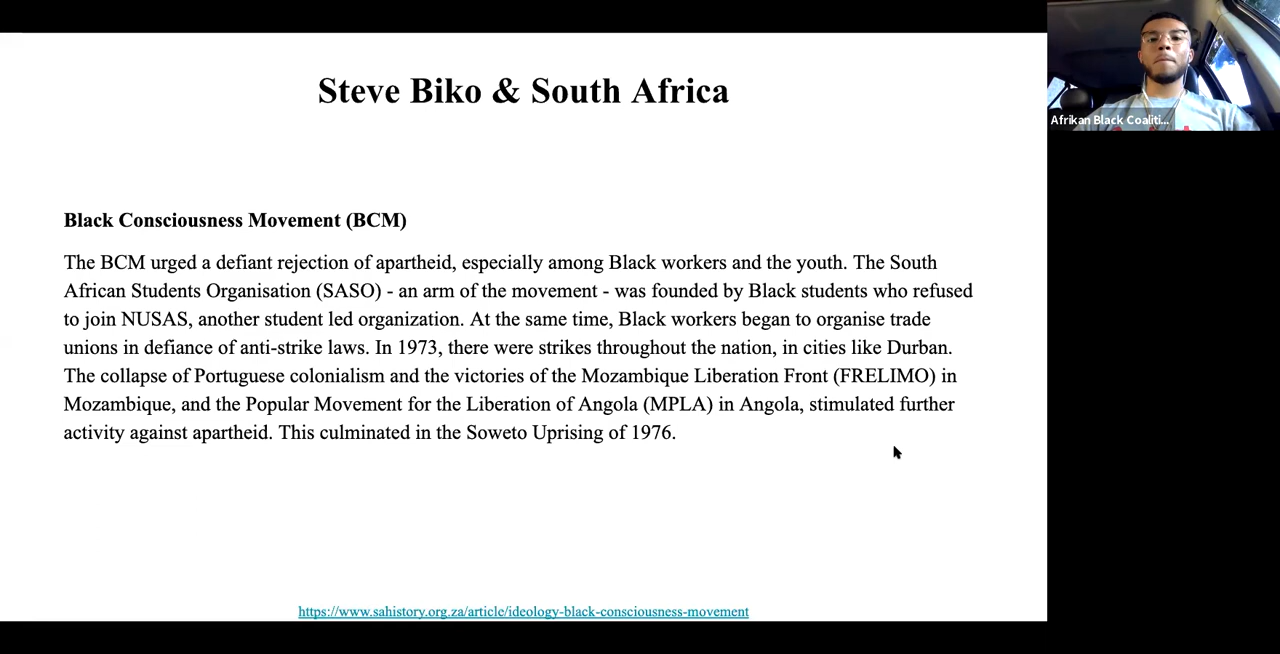 Steve Biko & South Africa
Black Consciousness Movement (BCM)
The BCM urged a defiant rejection of apartheid, especially among Black workers and the youth. The South
African Students Organisation (SASO) - an arm of the movement - was founded by Black students who refused
to join NUSAS, another student led organization. At the same time, Black workers began to organise trade
unions in defiance of anti-strike laws. In 1973, there were strikes throughout the nation, in cities like Durban.
The collapse of Portuguese colonialism and the victories of the Mozambique Liberation Front (FRELIMO) in
Mozambique, and the Popular Movement for the Liberation of Angola (MPLA) in Angola, stimulated further
activity against apartheid. This culminated in the Soweto Uprising of 1976.
https://www.sahistory.org.za/article/ideology-black-consciousness-movement
Afrikan Black Coaliti...